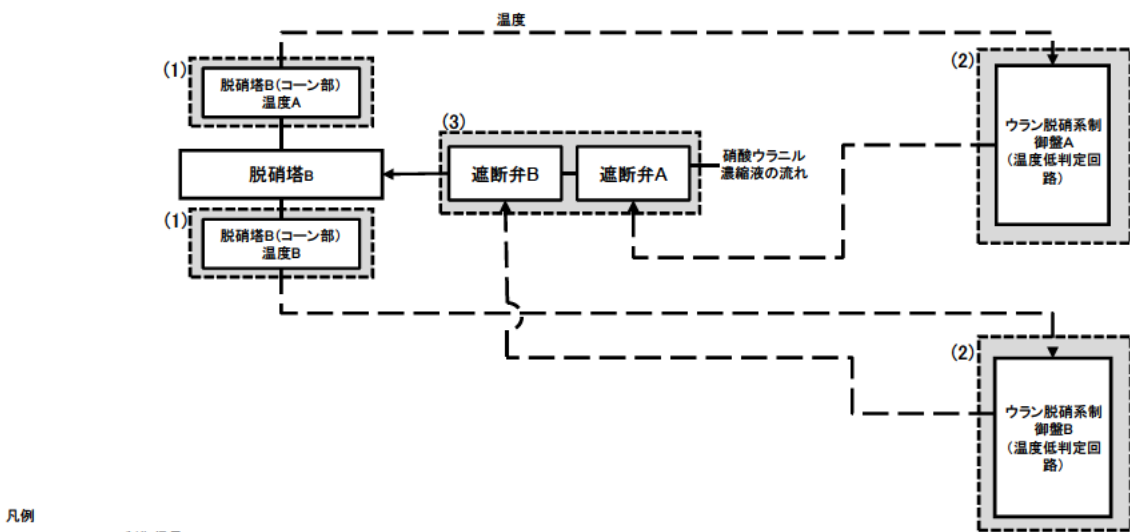 温度
(1)
脱硝塔B(コーン部)
温度A
(2)
ウラン脱硝系制
御盤A
(温度低判定回
路)
(3)
遮断弁B
遮断弁A
硝酸ウラニル
濃縮液の流れ
脱硝塔B
(1)
脱硝塔B(コーン部)
温度B
(2)
ウラン脱硝系制
御盤B
(温度低判定回
路)
凡例